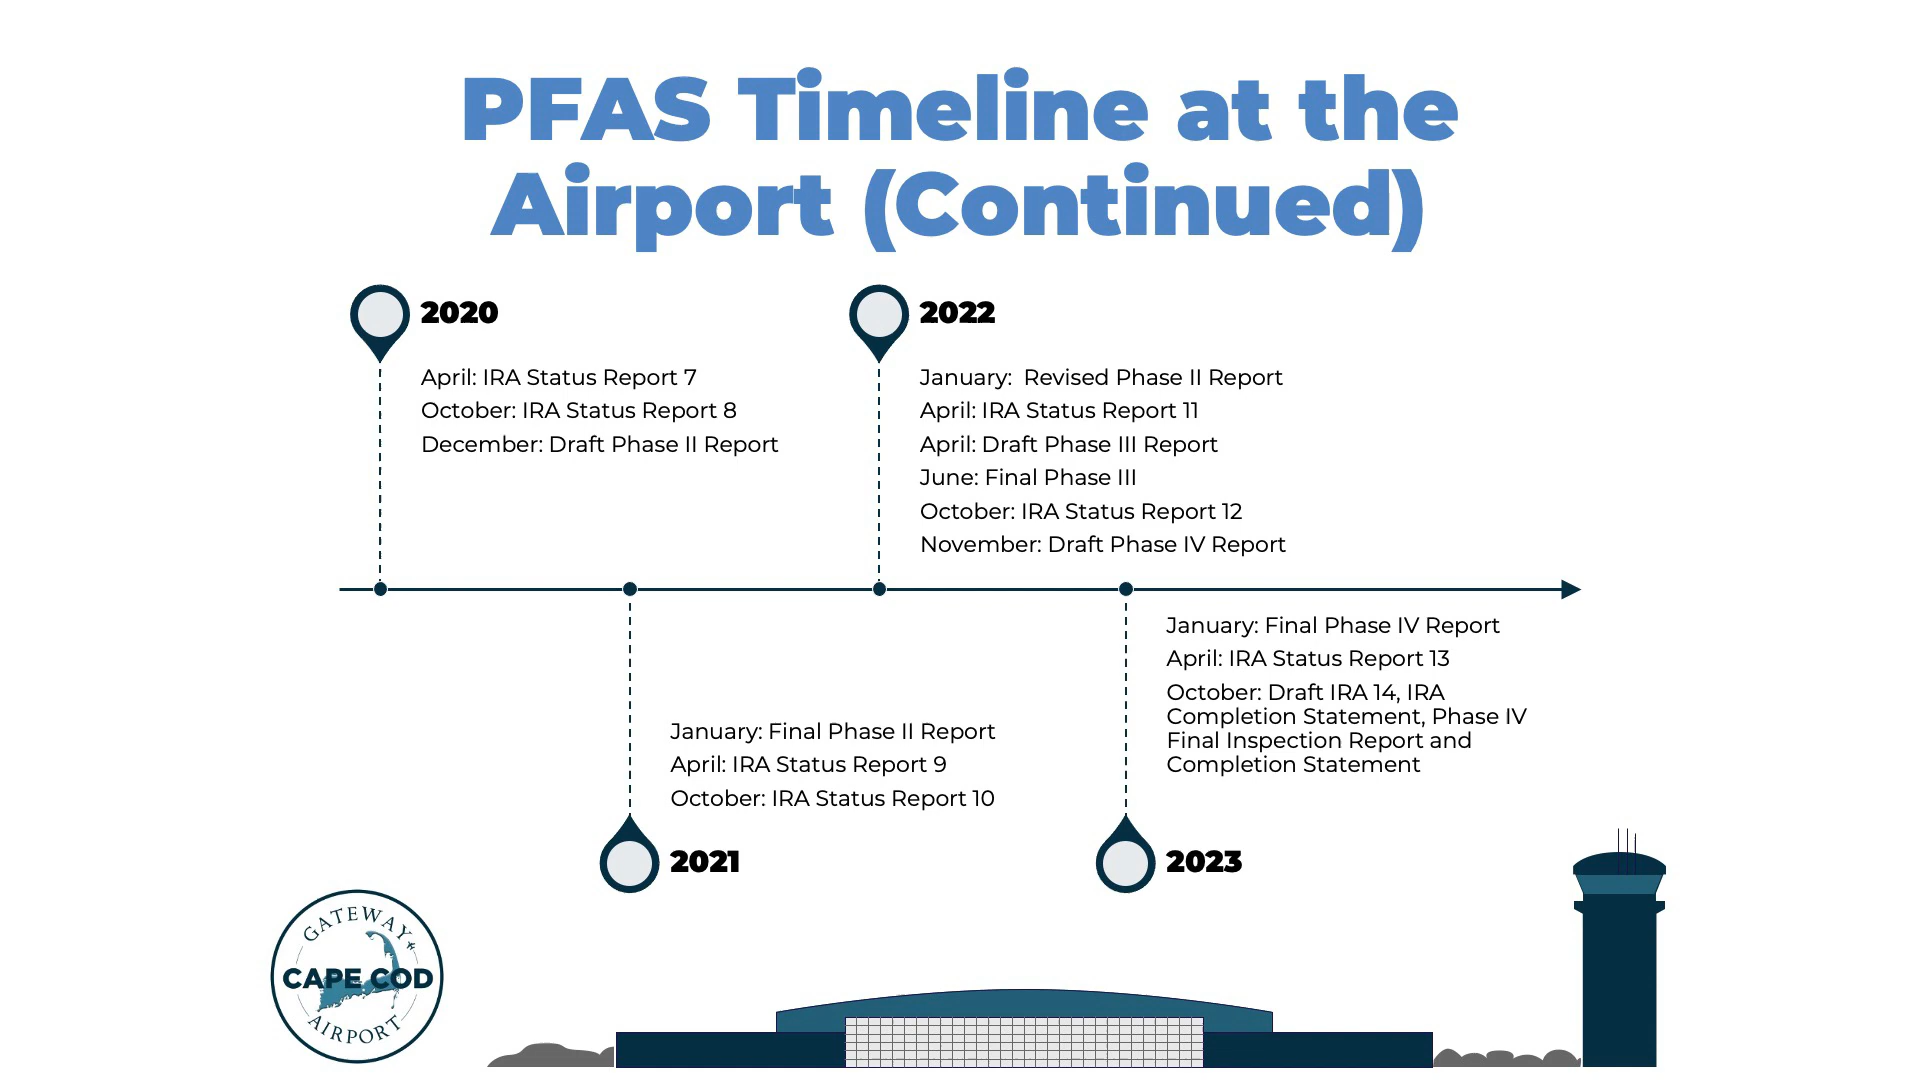 PFAS Timeline at the
Airport (Continued)
2020
April: IRA Status Report 7
October: IRA Status Report 8
December: Draft Phase II Report
2022
January:  Revised Phase II Report
April: IRA Status Report 11
April: Draft Phase III Report
June: Final Phase III
October: IRA Status Report 12
November: Draft Phase IV Report
January: Final Phase II Report
April: IRA Status Report 9
October: IRA Status Report 10
2021
January: Final Phase IV Report
April: IRA Status Report 13
October: Draft IRA 14, IRA
Completion Statement, Phase IV
Final Inspection Report and
Completion Statement
2023
GATEWAY
CAPE COD
AIRPORT